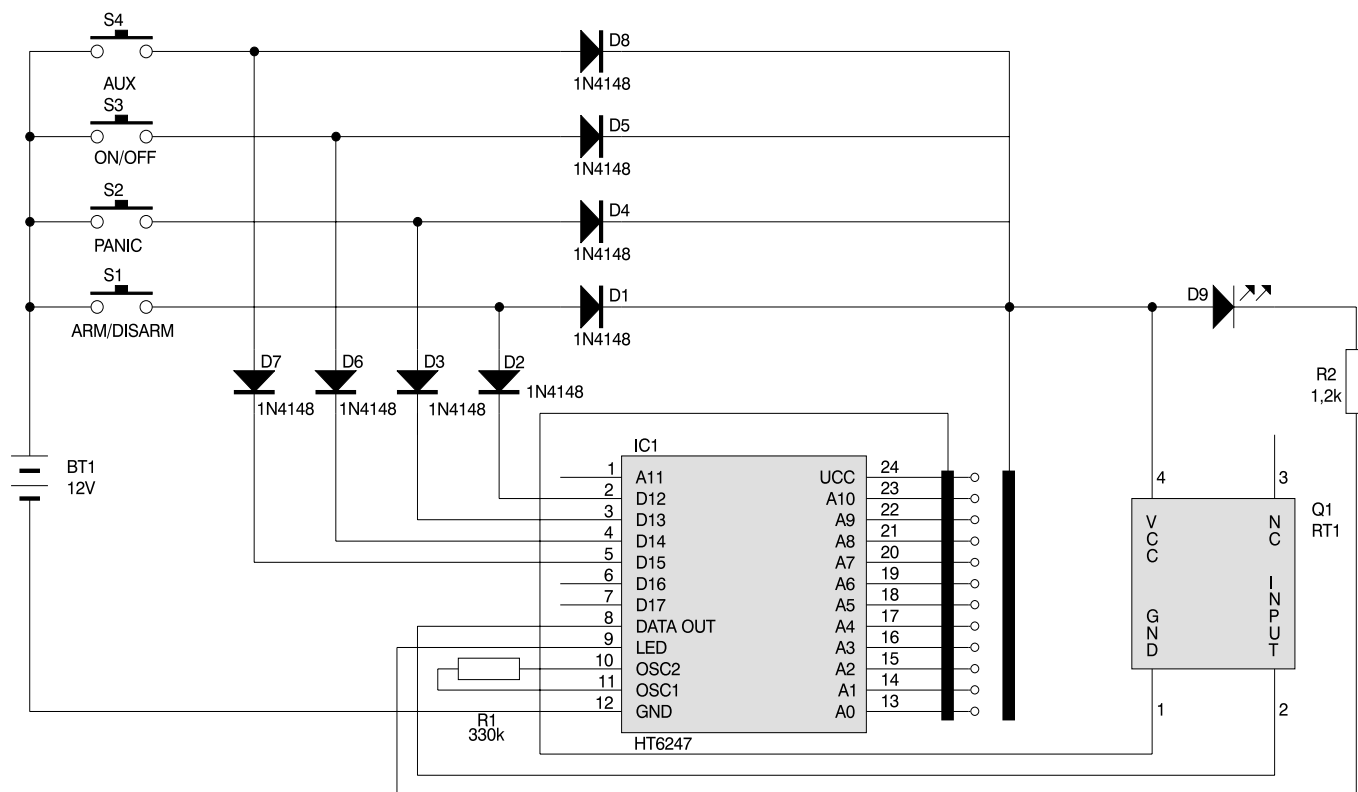 S4
AUX
S3
ON/OFF
S2
PANIC
S1
ARM/DISARM
D8
1N4148
D5
1N4148
D4
1N4148
D1
1N4148
D7
1N4148
D6
1N4148
D3
1N4148
D2
1N4148
D9
R2
1,2k
BT1
12V
IC1
1 A11
2 D12
3 D13
4 D14
5 D15
6 D16
7 D17
8 DATA OUT
9 LED
10 OSC2
11 OSC1
12 GND
UCC 24
A10 23
A9 22
A8 21
A7 20
A6 19
A5 18
A4 17
A3 16
A2 15
A1 14
A0 13
HT6247
R1
330k
4
3
VCC
NC
GND
INPUT
1
2
Q1
RT1